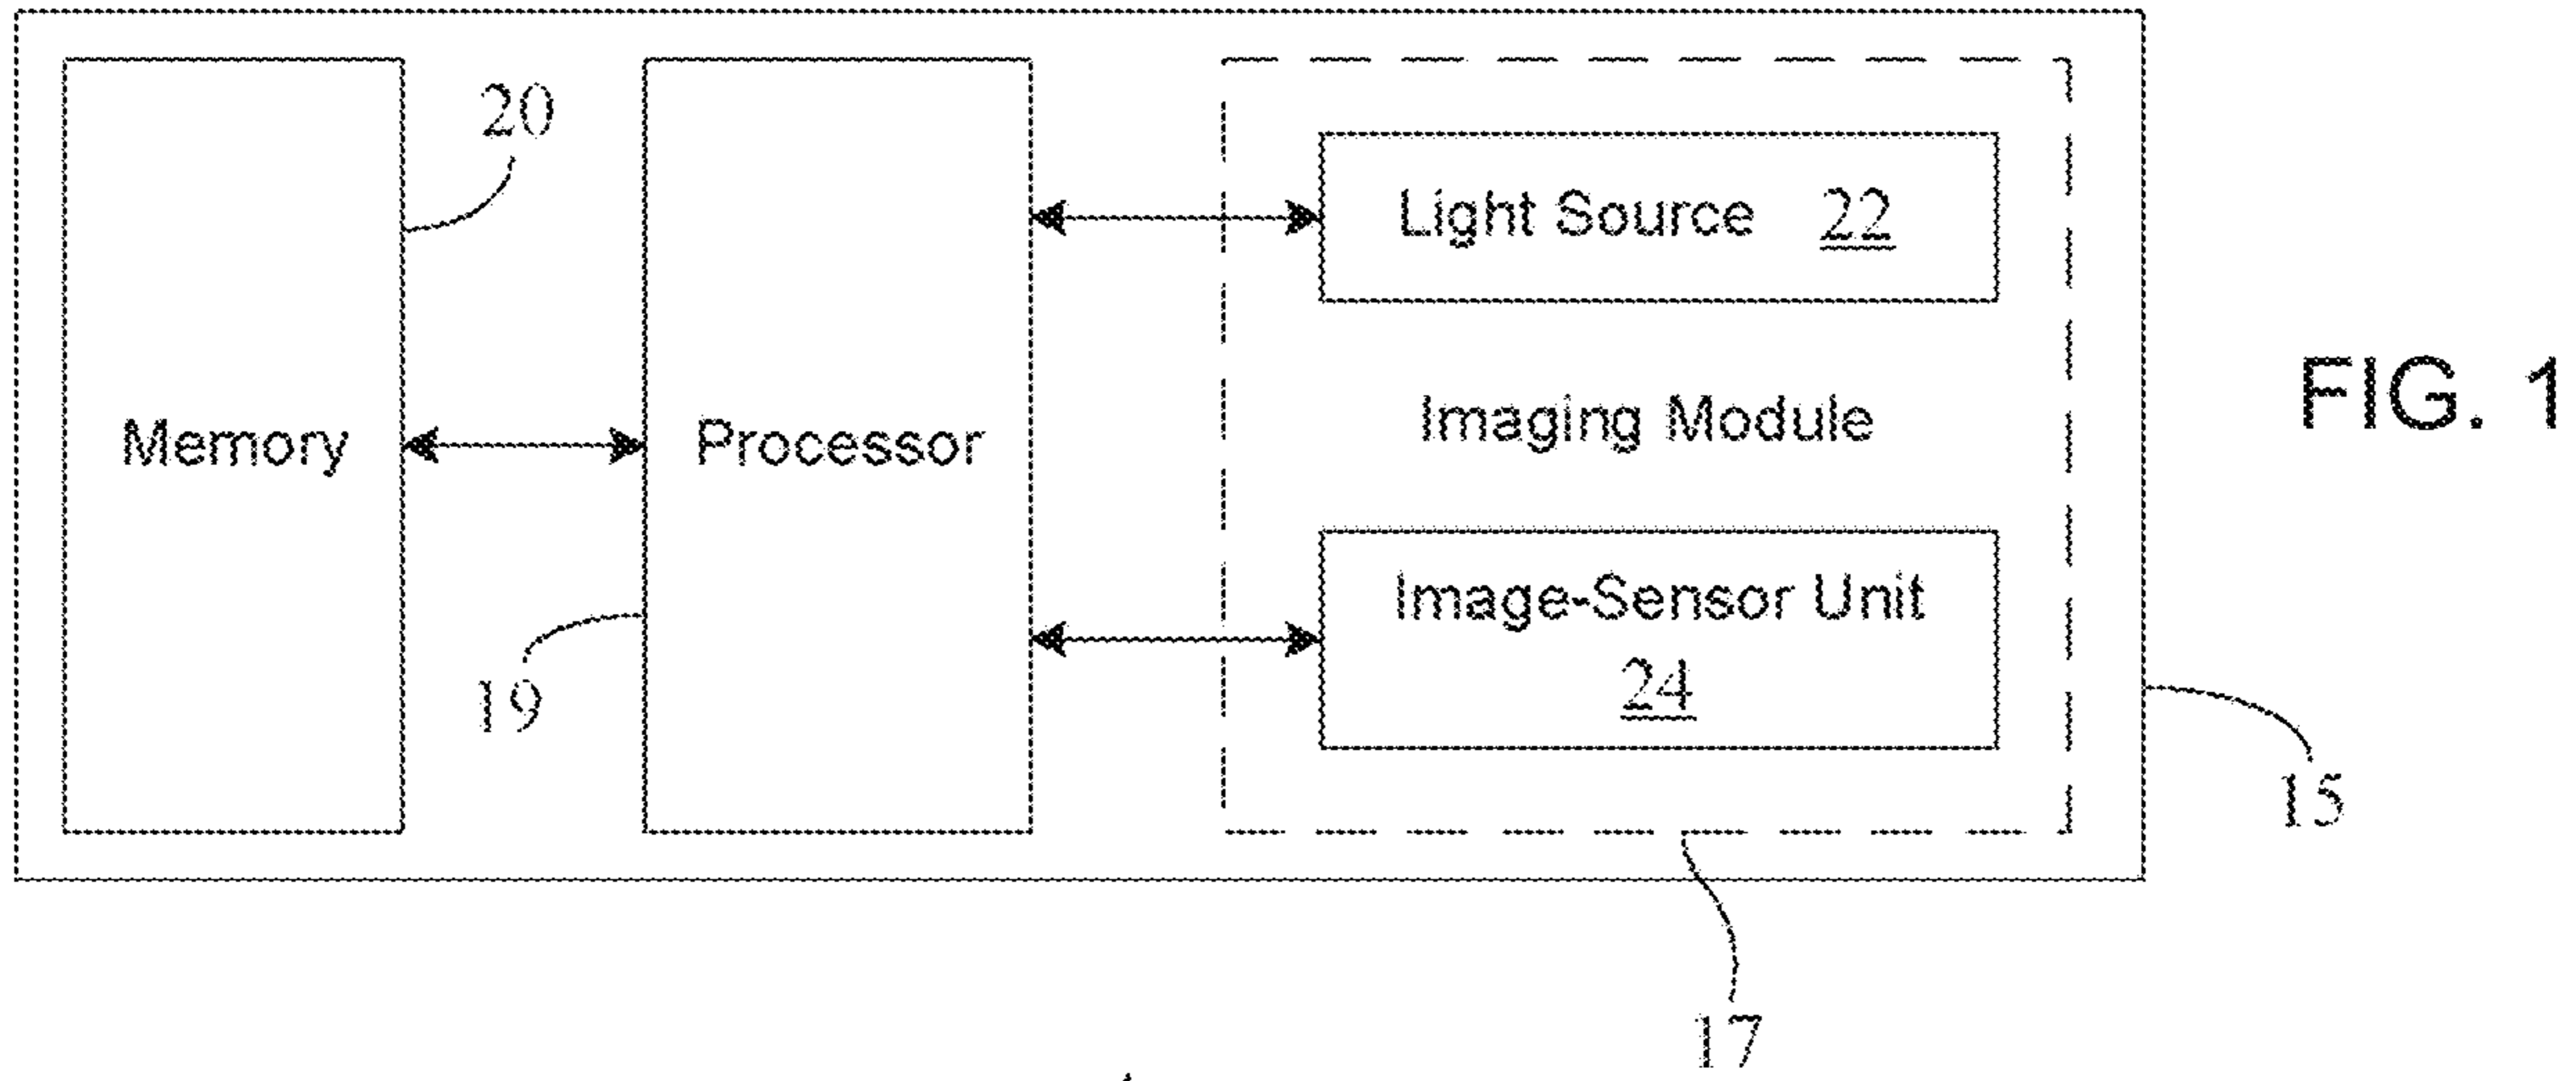 20
Light Source 22
FIG. 1
Memory
Processor
Imaging Module
Image-Sensor Unit
24
19
15
17